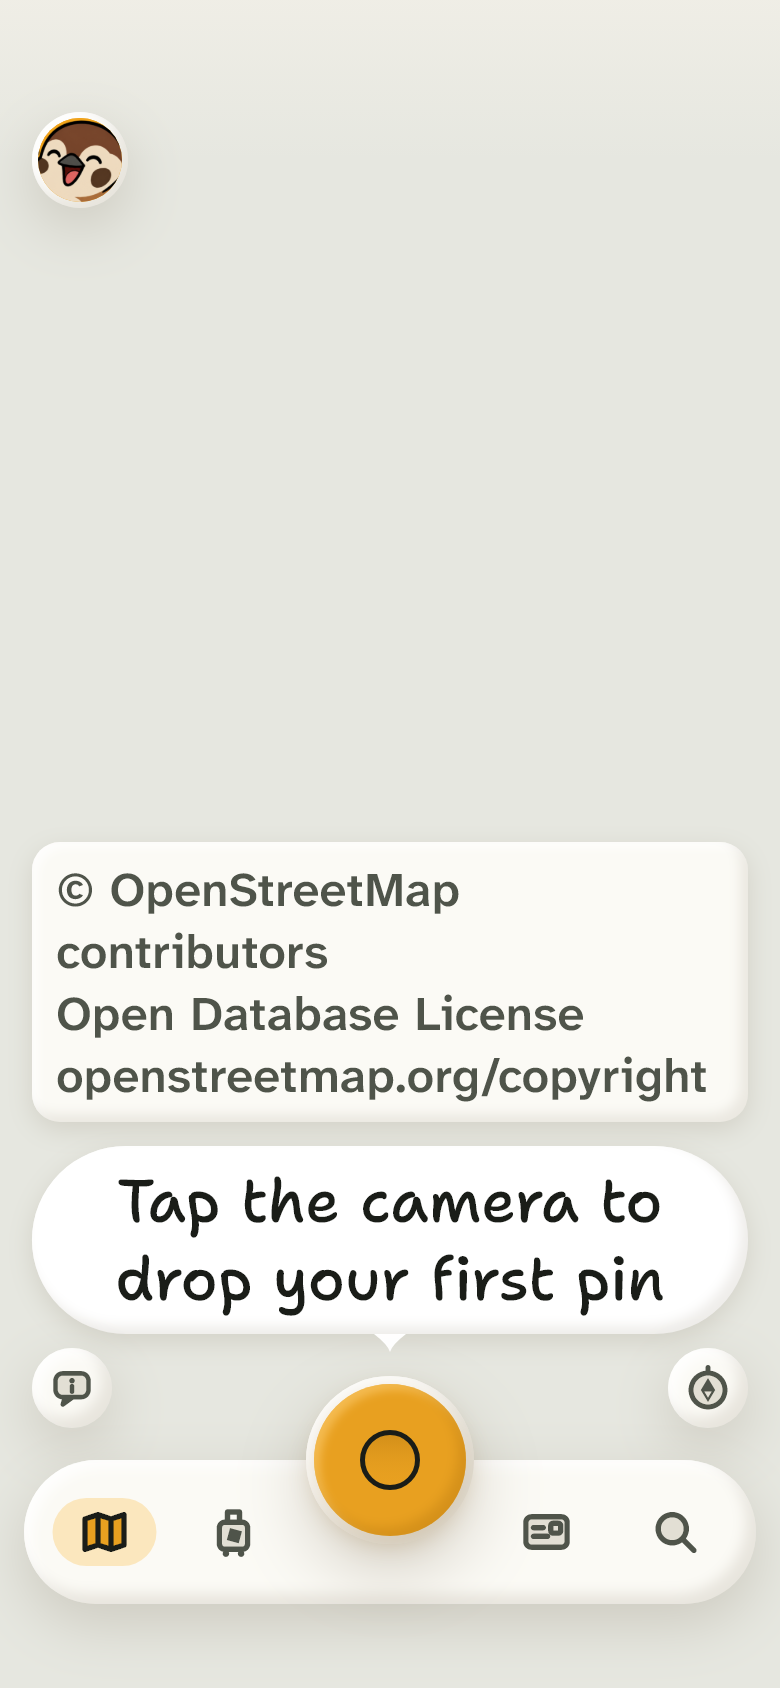 © OpenStreetMap
contributors
Open Database License
openstreetmap.org/copyright
Tap the camera to
drop your first pin